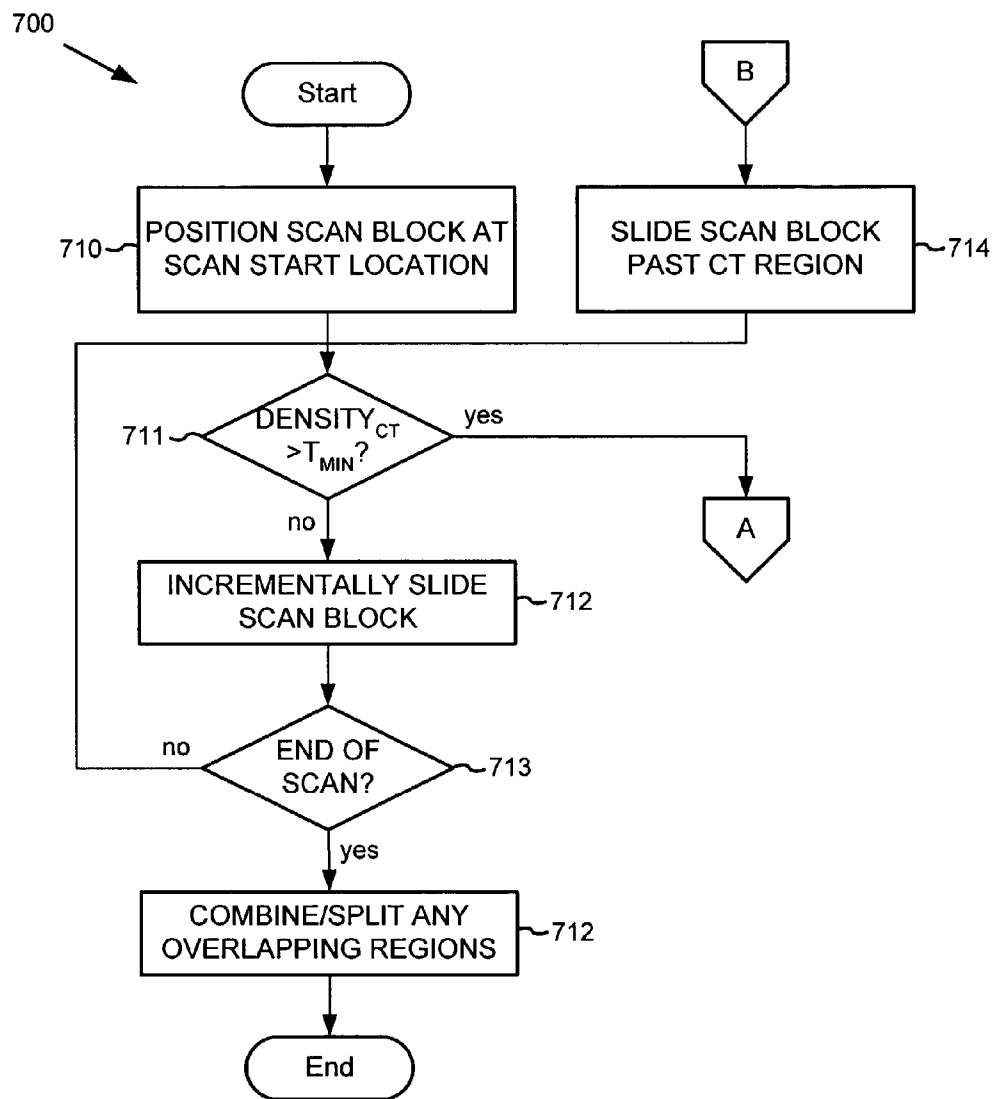 700
Start
B
710
POSITION SCAN BLOCK AT
SCAN START LOCATION
SLIDE SCAN BLOCK
PAST CT REGION
714
711
DENSITY_CT
>T_MIN?
yes
A
no
INCREMENTALLY SLIDE
SCAN BLOCK
712
no
END OF
SCAN?
713
yes
COMBINE/SPLIT ANY
OVERLAPPING REGIONS
712
End